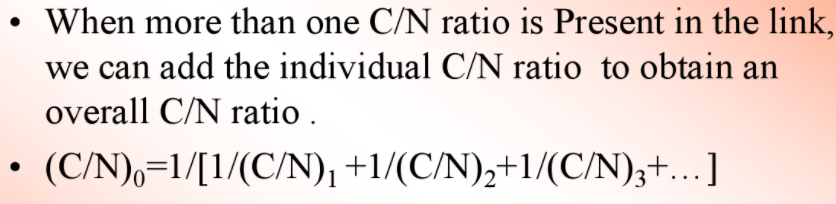 • When more than one C/N ratio is Present in the link,
we can add the individual C/N ratio to obtain an
overall C/N ratio .
• (C/N)₀=1/[1/(C/N)₁ +1/(C/N)₂+1/(C/N)₃+…]